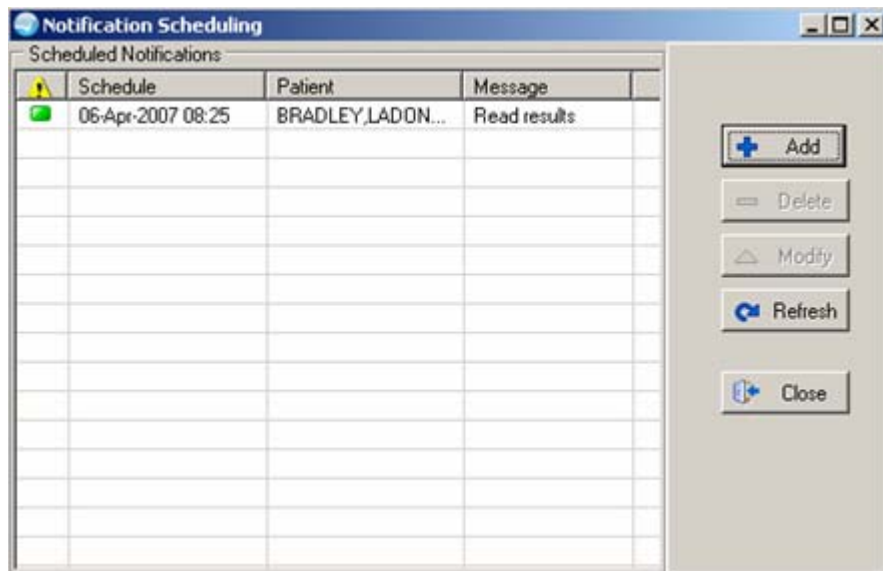 Notification Scheduling
Scheduled Notifications
Schedule Patient Message
06-Apr-2007 08:25 BRADLEY,LADON... Read results
Add
Delete
Modify
Refresh
Close